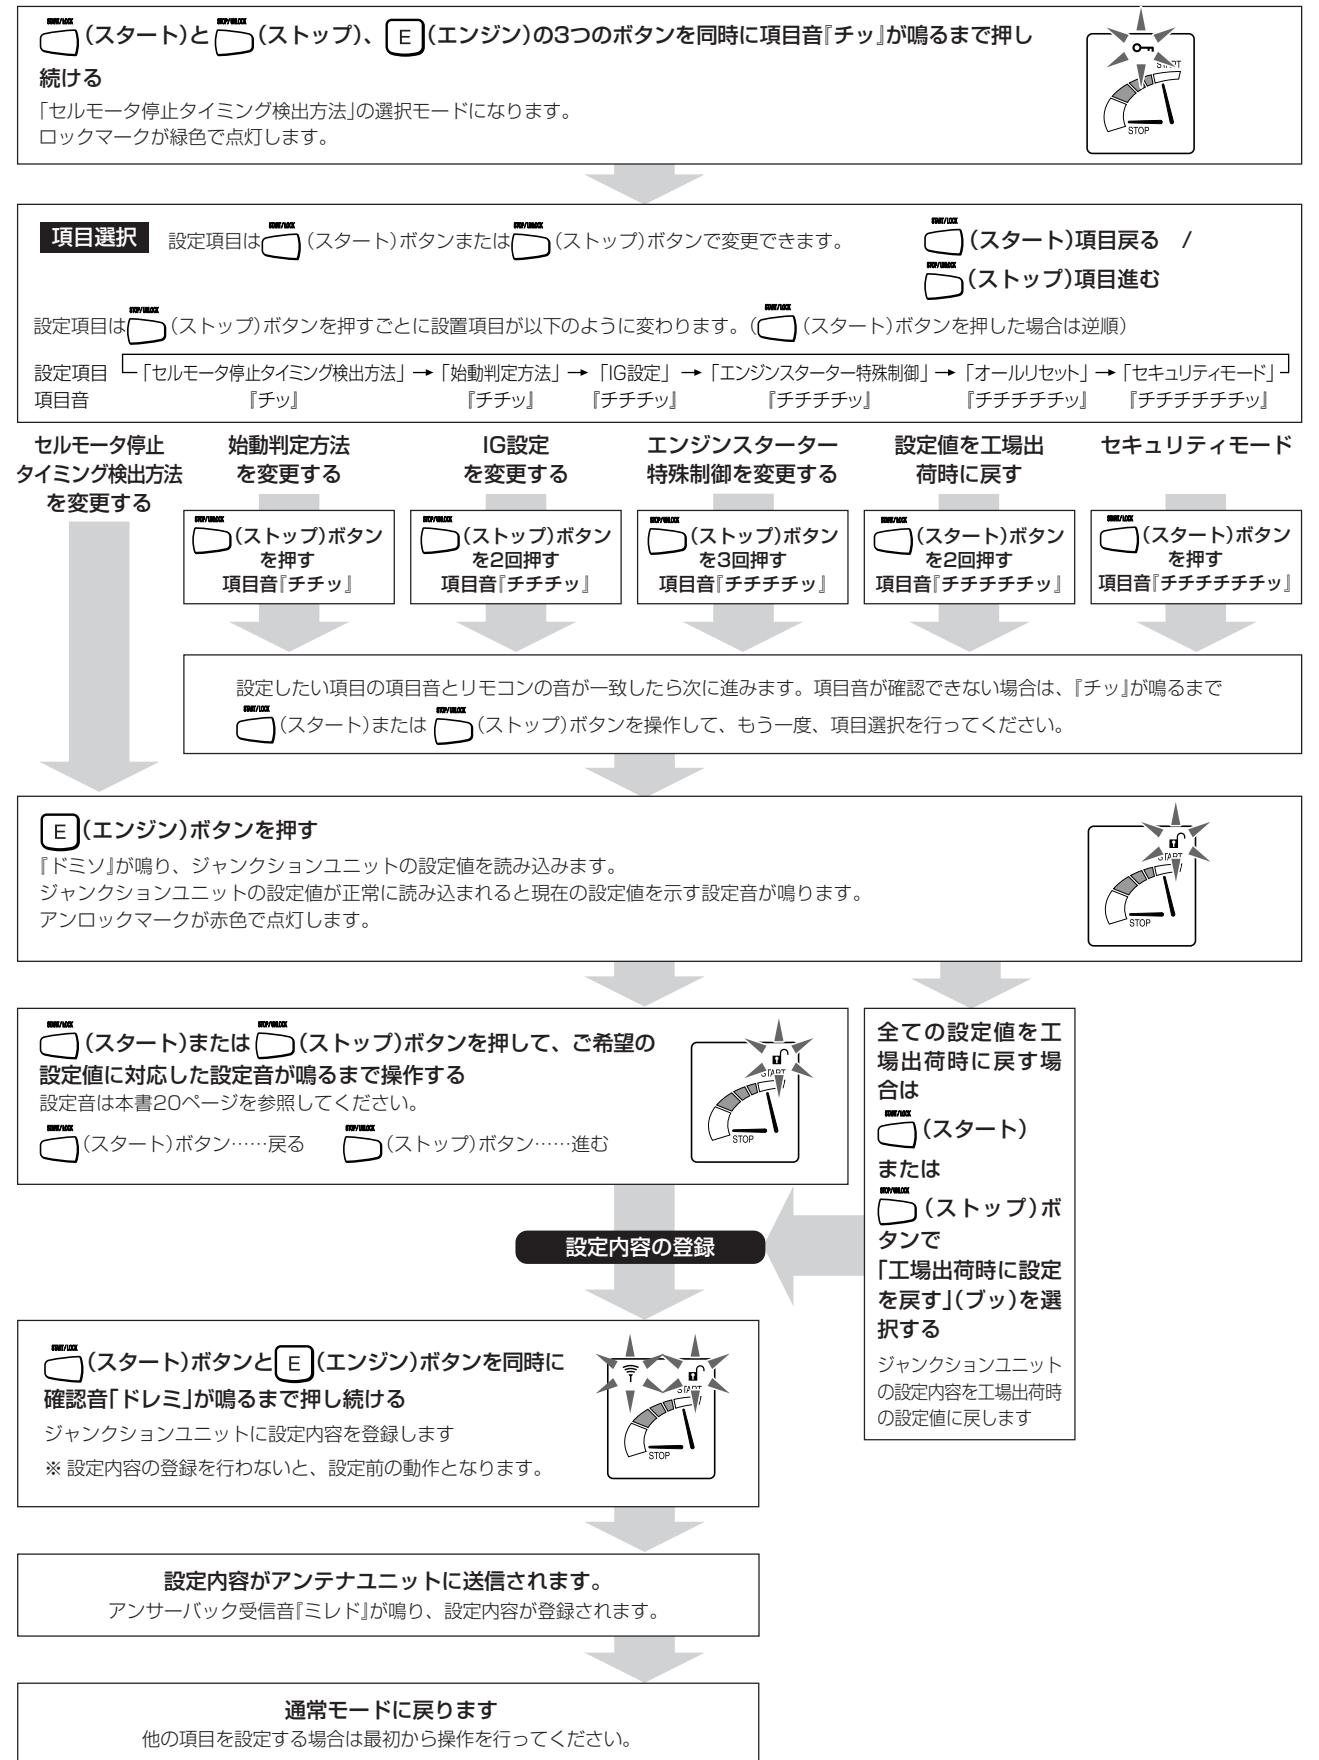 START/LOCK STOP/UNLOCK
(スタート)と (ストップ)、 E (エンジン)の3つのボタンを同時に項目音『チッ』が鳴るまで押し
続ける
「セルモータ停止タイミング検出方法」の選択モードになります。
ロックマークが緑色で点灯します。
START
STOP
項目選択 設定項目は START/LOCK (スタート)ボタンまたは STOP/UNLOCK (ストップ)ボタンで変更できます。
START/LOCK (スタート)項目戻る /
STOP/UNLOCK (ストップ)項目進む
設定項目は STOP/UNLOCK (ストップ)ボタンを押すごとに設置項目が以下のように変わります。( START/LOCK (スタート)ボタンを押した場合は逆順)
設定項目 「セルモータ停止タイミング検出方法」→「始動判定方法」→「IG設定」→「エンジンスターター特殊制御」→「オールリセット」→「セキュリティモード」
項目音 『チッ』 『チチッ』 『チチチッ』 『チチチチッ』 『チチチチチッ』 『チチチチチチッ』
セルモータ停止
タイミング検出方法
を変更する
始動判定方法
を変更する
IG設定
を変更する
エンジンスターター
特殊制御を変更する
設定値を工場出
荷時に戻す
セキュリティモード
STOP/UNLOCK
(ストップ)ボタン
を押す
項目音『チチッ』
STOP/UNLOCK
(ストップ)ボタン
を2回押す
項目音『チチチッ』
STOP/UNLOCK
(ストップ)ボタン
を3回押す
項目音『チチチチッ』
START/LOCK
(スタート)ボタン
を2回押す
項目音『チチチチチッ』
START/LOCK
(スタート)ボタン
を押す
項目音『チチチチチチッ』
設定したい項目の項目音とリモコンの音が一致したら次に進みます。項目音が確認できない場合は、『チッ』が鳴るまで
START/LOCK (スタート)または STOP/UNLOCK (ストップ)ボタンを操作して、もう一度、項目選択を行ってください。
E (エンジン)ボタンを押す
『ドミソ』が鳴り、ジャンクションユニットの設定値を読み込みます。
ジャンクションユニットの設定値が正常に読み込まれると現在の設定値を示す設定音が鳴ります。
アンロックマークが赤色で点灯します。
START
STOP
START/LOCK (スタート)または STOP/UNLOCK (ストップ)ボタンを押して、ご希望の
設定値に対応した設定音が鳴るまで操作する
設定音は本書20ページを参照してください。
START/LOCK (スタート)ボタン……戻る STOP/UNLOCK (ストップ)ボタン……進む
START
STOP
全ての設定値を工
場出荷時に戻す場
合は
START/LOCK
(スタート)
または
STOP/UNLOCK
(ストップ)ボ
タンで
「工場出荷時に設定
を戻す」(ブッ)を選
択する
ジャンクションユニット
の設定内容を工場出荷時
の設定値に戻します
設定内容の登録
START/LOCK (スタート)ボタンと E (エンジン)ボタンを同時に
確認音「ドレミ」が鳴るまで押し続ける
ジャンクションユニットに設定内容を登録します
※ 設定内容の登録を行わないと、設定前の動作となります。
START
STOP
設定内容がアンテナユニットに送信されます。
アンサーバック受信音『ミレド』が鳴り、設定内容が登録されます。
通常モードに戻ります
他の項目を設定する場合は最初から操作を行ってください。